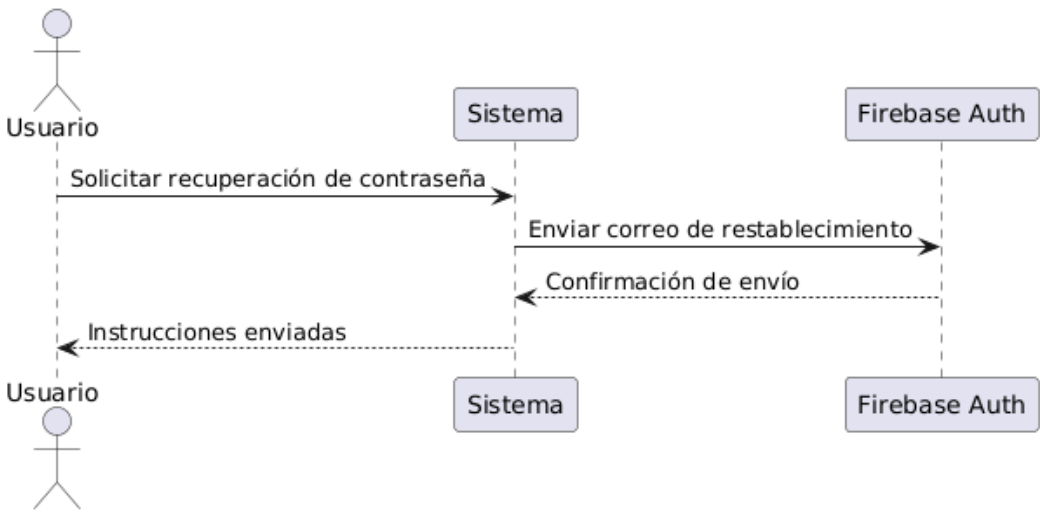 Usuario
Sistema
Firebase Auth
Solicitar recuperación de contraseña
Enviar correo de restablecimiento
Confirmación de envío
Instrucciones enviadas
Usuario
Sistema
Firebase Auth